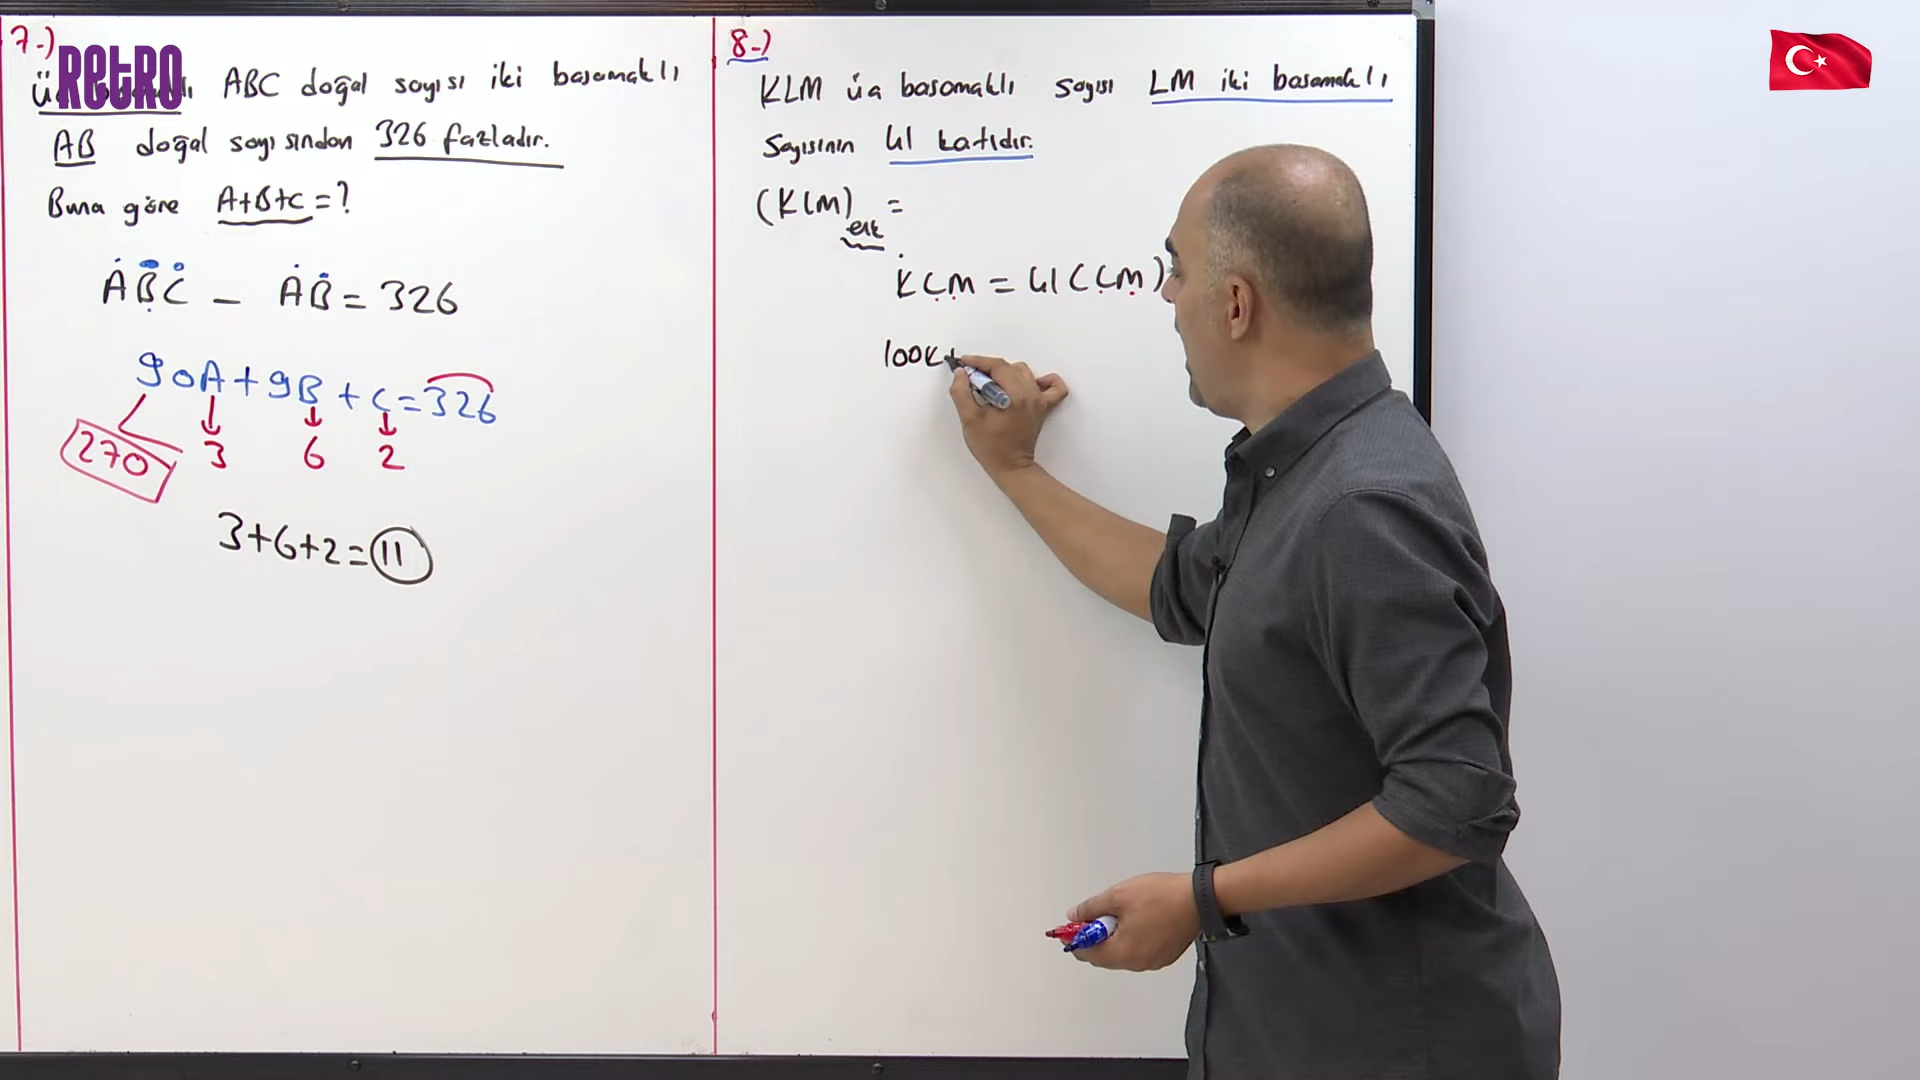 7-)
RETRO
ABC doğal sayısı iki basamaklı
AB doğal sayısından 326 fazladır.
Buna göre A+B+C=?
ABC - AB = 326
90A + 9B + C = 326
270 3 6 2
3+6+2=11
8-)
KLM üç basamaklı sayısı LM iki basamaklı
sayısının 41 katıdır.
(KLM) =
KLM = 41(LM)
100K+